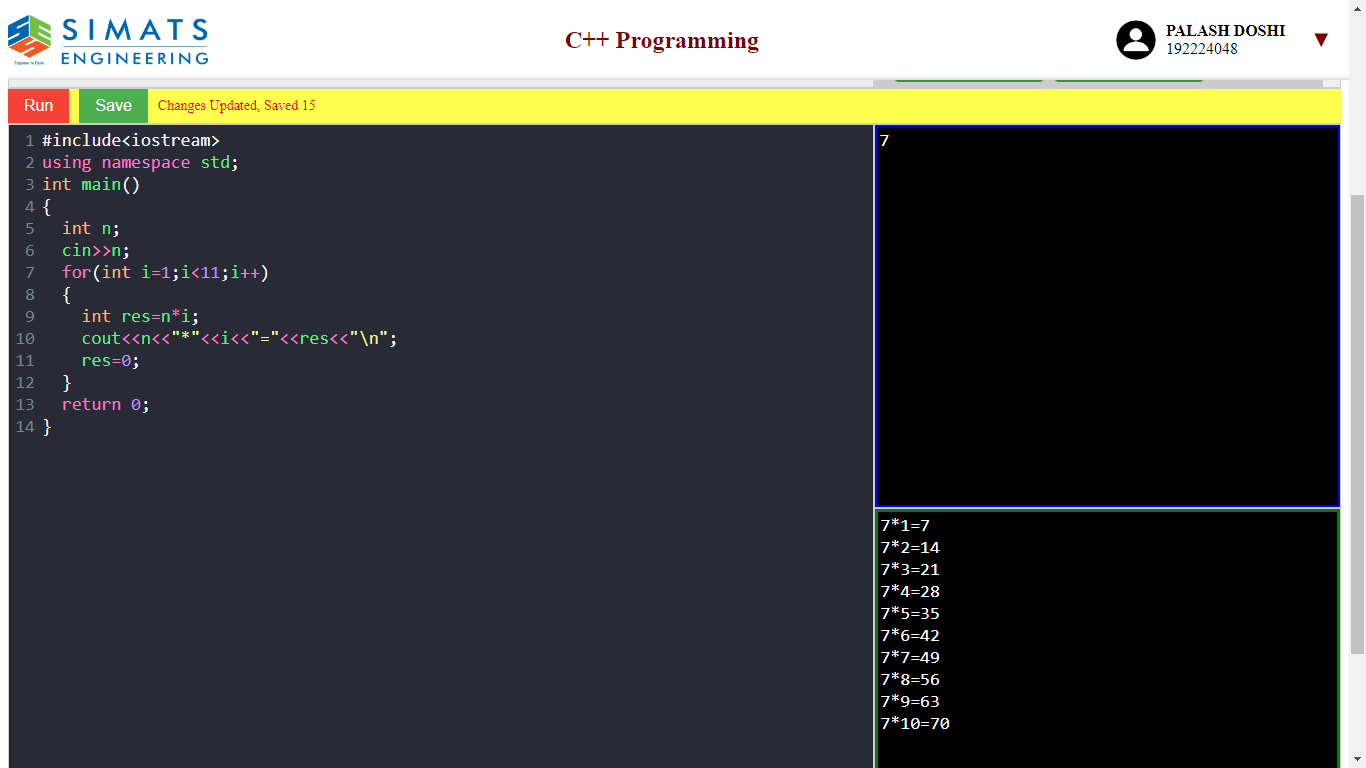 SIMATS
ENGINEERING
Engineer to Excel
C++ Programming
PALASH DOSHI
192224048
▼
Run
Save
Changes Updated, Saved 15
1 #include<iostream>
2 using namespace std;
3 int main()
4 {
5   int n;
6   cin>>n;
7   for(int i=1;i<11;i++)
8   {
9     int res=n*i;
10     cout<<n<<"*"<<i<<"="<<res<<"\n";
11     res=0;
12   }
13   return 0;
14 }
7
7*1=7
7*2=14
7*3=21
7*4=28
7*5=35
7*6=42
7*7=49
7*8=56
7*9=63
7*10=70